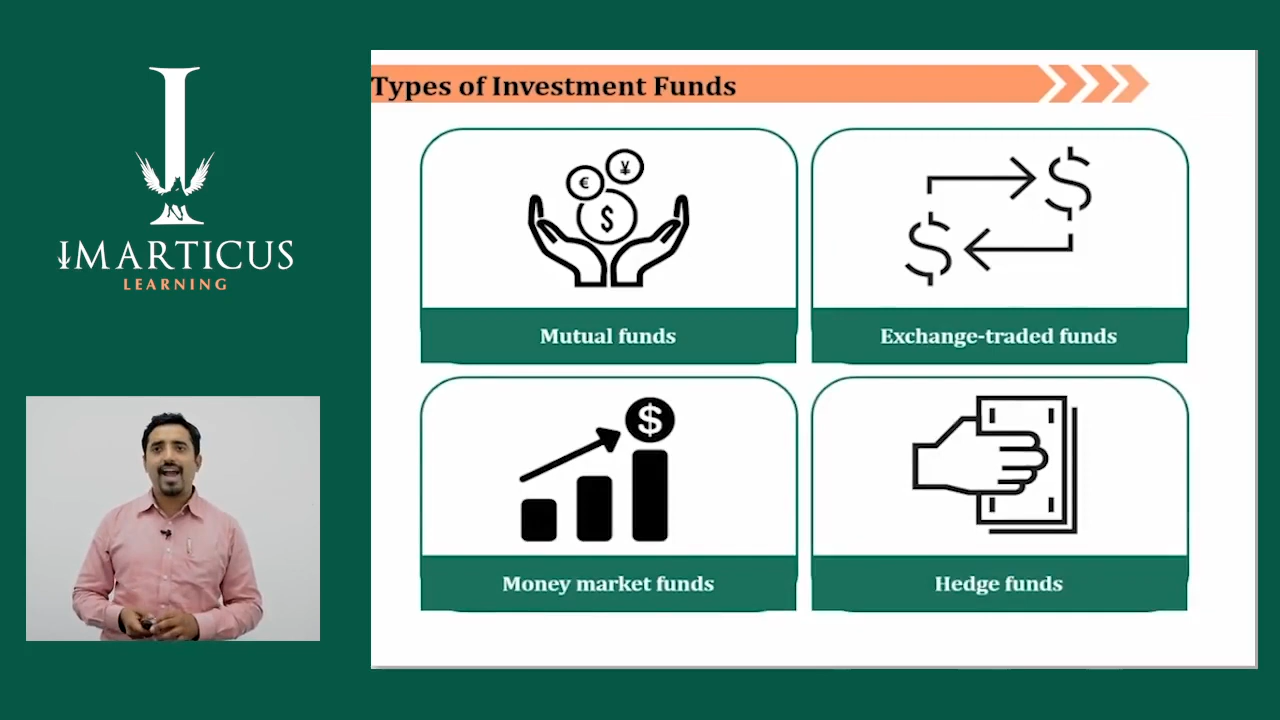 IMARTICUS
LEARNING
Types of Investment Funds
Mutual funds
Exchange-traded funds
Money market funds
Hedge funds